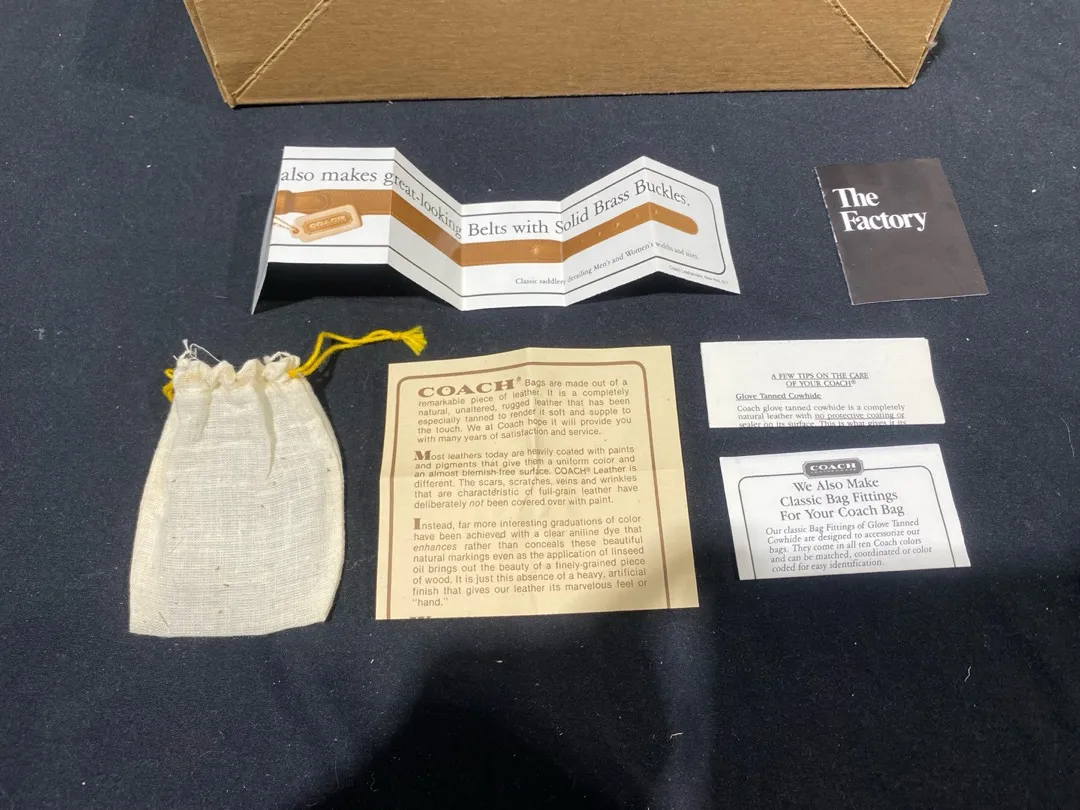 also makes great-looking Belts with Solid Brass Buckles.
COACH
Classic saddlery detailing Men's and Women's widths and sizes.
The
Factory
COACH® Bags are made out of a
remarkable piece of leather. It is a completely
natural, unaltered, rugged leather that has been
especially tanned to render it soft and supple to
the touch. We at Coach hope it will provide you
with many years of satisfaction and service.
Most leathers today are heavily coated with paints
and pigments that give them a uniform color and
an almost blemish-free surface. COACH® Leather is
different. The scars, scratches, veins and wrinkles
that are characteristic of full-grain leather have
deliberately not been covered over with paint.
Instead, far more interesting graduations of color
have been achieved with a clear aniline dye that
enhances rather than conceals these beautiful
natural markings even as the application of linseed
oil brings out the beauty of a finely-grained piece
of wood. It is just this absence of a heavy, artificial
finish that gives our leather its marvelous feel or
"hand."
A FEW TIPS ON THE CARE
OF YOUR COACH®
Glove Tanned Cowhide
Coach glove tanned cowhide is a completely
natural leather with no protective coating or
sealer on its surface. This is what gives it its
COACH
We Also Make
Classic Bag Fittings
For Your Coach Bag
Our classic Bag Fittings of Glove Tanned
Cowhide are designed to accessorize our
bags. They come in all ten Coach colors
and can be matched, coordinated or color
coded for easy identification.